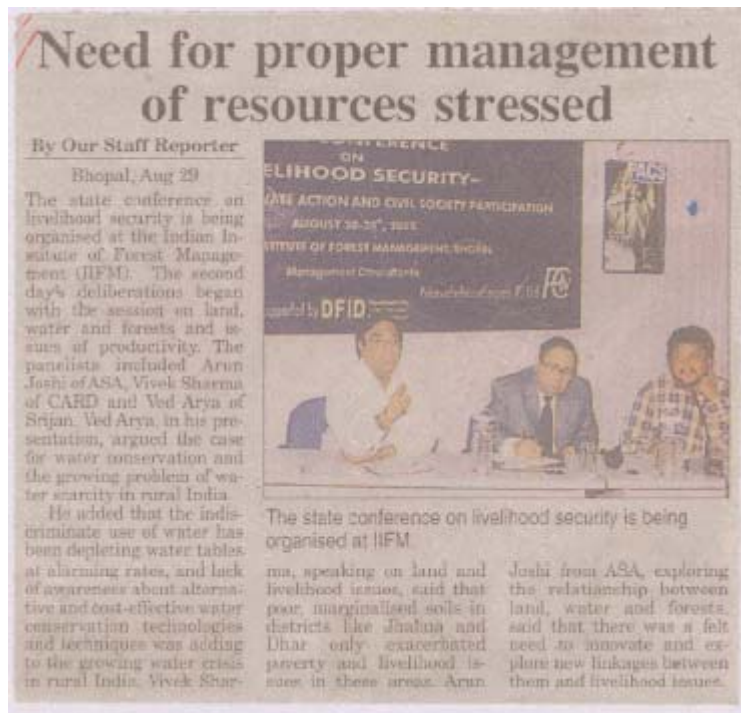 Need for proper management
of resources stressed
By Our Staff Reporter
Bhopal, Aug 29
The state conference on
livelihood security is being
organised at the Indian In-
stitute of Forest Manage-
ment (IIFM). The second
day's deliberations began
with the session on land,
water and forests and is-
sues of productivity. The
panelists included Arun
Joshi of ASA, Vivek Sharma
of CARD and Ved Arya of
Srijan. Ved Arya, in his pre-
sentation, argued the case
for water conservation and
the growing problem of wa-
ter scarcity in rural India.
He added that the indis-
criminate use of water has
been depleting water tables
at alarming rates, and lack
of awareness about alterna-
tive and cost-effective water
conservation technologies
and techniques was adding
to the growing water crisis
in rural India. Vivek Shar-
CONFERENCE
ON
ELIHOOD SECURITY-
ACTION AND CIVIL SOCIETY PARTICIPATION
AUGUST
TITUTE OF FOREST MANAGEMENT, BHOPAL
Management Consultants
supported by DFID
PACS
The state conference on livelihood security is being
organised at IIFM.
ma, speaking on land and
livelihood issues, said that
poor, marginalised soils in
districts like Jhabua and
Dhar only exacerbated
poverty and livelihood is-
sues in these areas. Arun
Joshi from ASA, exploring
the relationship between
land, water and forests,
said that there was a felt
need to innovate and ex-
plore new linkages between
them and livelihood issues.